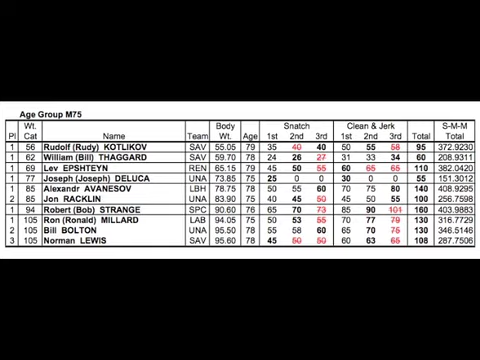 Age Group M75
Wt. Body Snatch Clean & Jerk S-M-M
Pl Cat Name Team Wt. Age 1st 2nd 3rd 1st 2nd 3rd Total Total
1 56 Rudolf (Rudy) KOTLIKOV SAV 55.05 79 35 40 40 50 55 58 95 372.9230
1 62 William (Bill) THAGGARD SAV 59.70 78 24 26 27 31 33 34 60 208.9311
1 69 Lev EPSHTEYN REN 65.15 79 45 50 55 60 65 65 110 382.0420
1 77 Joseph (Joseph) DELUCA UNA 73.85 75 25 0 0 30 0 0 55 151.3012
1 85 Alexandr AVANESOV LBH 78.75 78 50 55 60 70 75 80 140 408.9295
2 85 Jon RACKLIN UNA 83.90 75 40 45 50 45 50 55 100 256.7598
1 94 Robert (Bob) STRANGE SPC 90.60 76 65 70 73 85 90 101 160 403.9883
1 105 Ron (Ronald) MILLARD LAB 94.05 75 50 53 55 70 77 79 130 316.7729
2 105 Bill BOLTON UNA 95.50 78 55 58 60 65 70 75 130 346.5146
3 105 Norman LEWIS SAV 95.60 78 45 50 50 60 63 65 108 287.7506